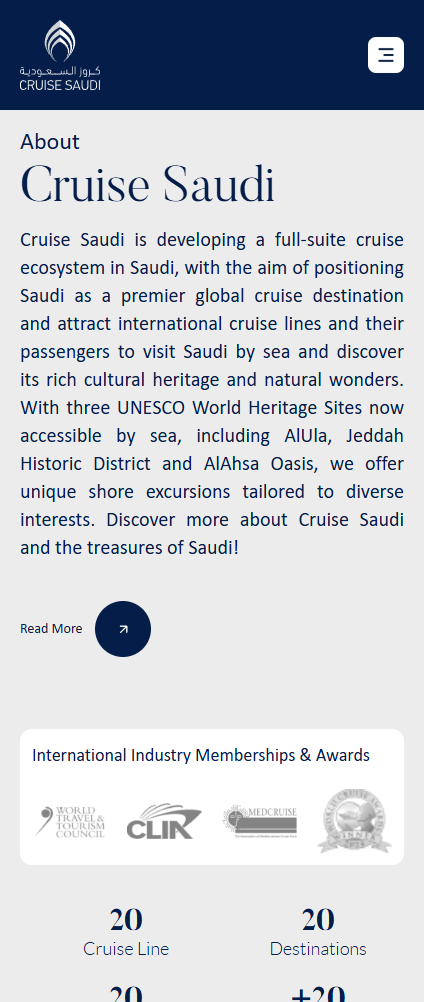 كروز السعودية
CRUISE SAUDI
About
Cruise Saudi
Cruise Saudi is developing a full-suite cruise
ecosystem in Saudi, with the aim of positioning
Saudi as a premier global cruise destination
and attract international cruise lines and their
passengers to visit Saudi by sea and discover
its rich cultural heritage and natural wonders.
With three UNESCO World Heritage Sites now
accessible by sea, including AlUla, Jeddah
Historic District and AlAhsa Oasis, we offer
unique shore excursions tailored to diverse
interests. Discover more about Cruise Saudi
and the treasures of Saudi!
Read More
International Industry Memberships & Awards
WORLD
TRAVEL &
TOURISM
COUNCIL
CLIA
MEDCRUISE
WORLD CRUISE AWARDS
WINNER
20
Cruise Line
20
Destinations
20
+20